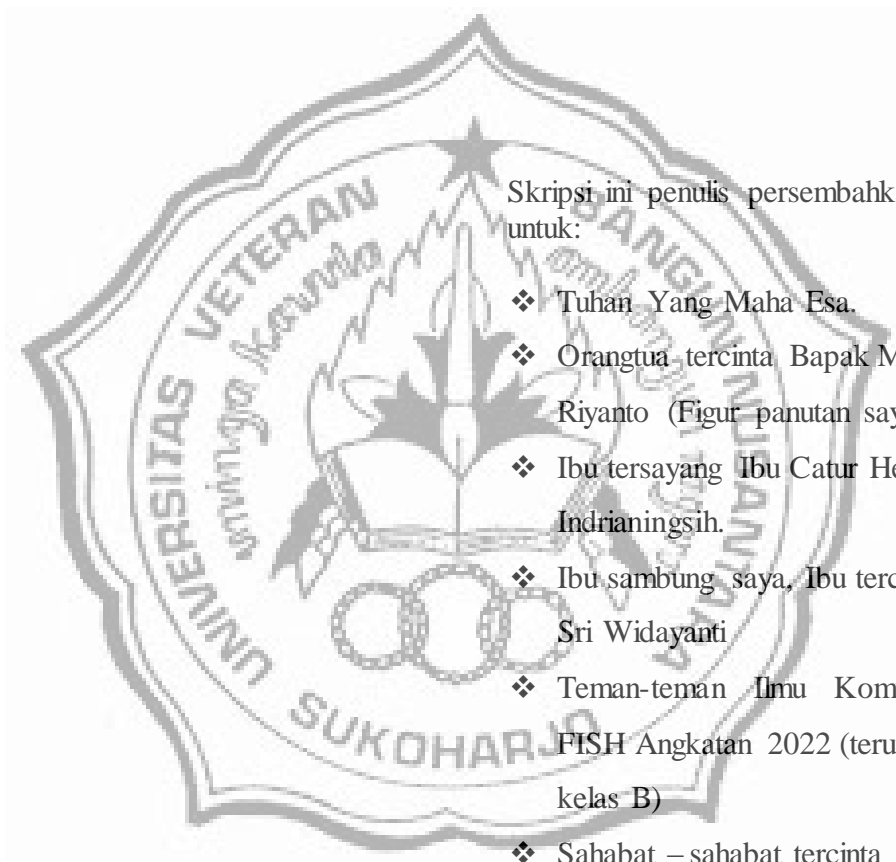 UNIVERSITAS VETERAN BANGUN NUSANTARA
SUKOHARJO
Skripsi ini penulis persembahk
untuk:
❖ Tuhan Yang Maha Esa.
❖ Orangtua tercinta Bapak M
Riyanto (Figur panutan say
❖ Ibu tersayang Ibu Catur He
Indrianingsih.
❖ Ibu sambung saya, Ibu terc
Sri Widayanti
❖ Teman-teman Ilmu Kom
FISH Angkatan 2022 (teru
kelas B)
❖ Sahabat – sahabat tercinta